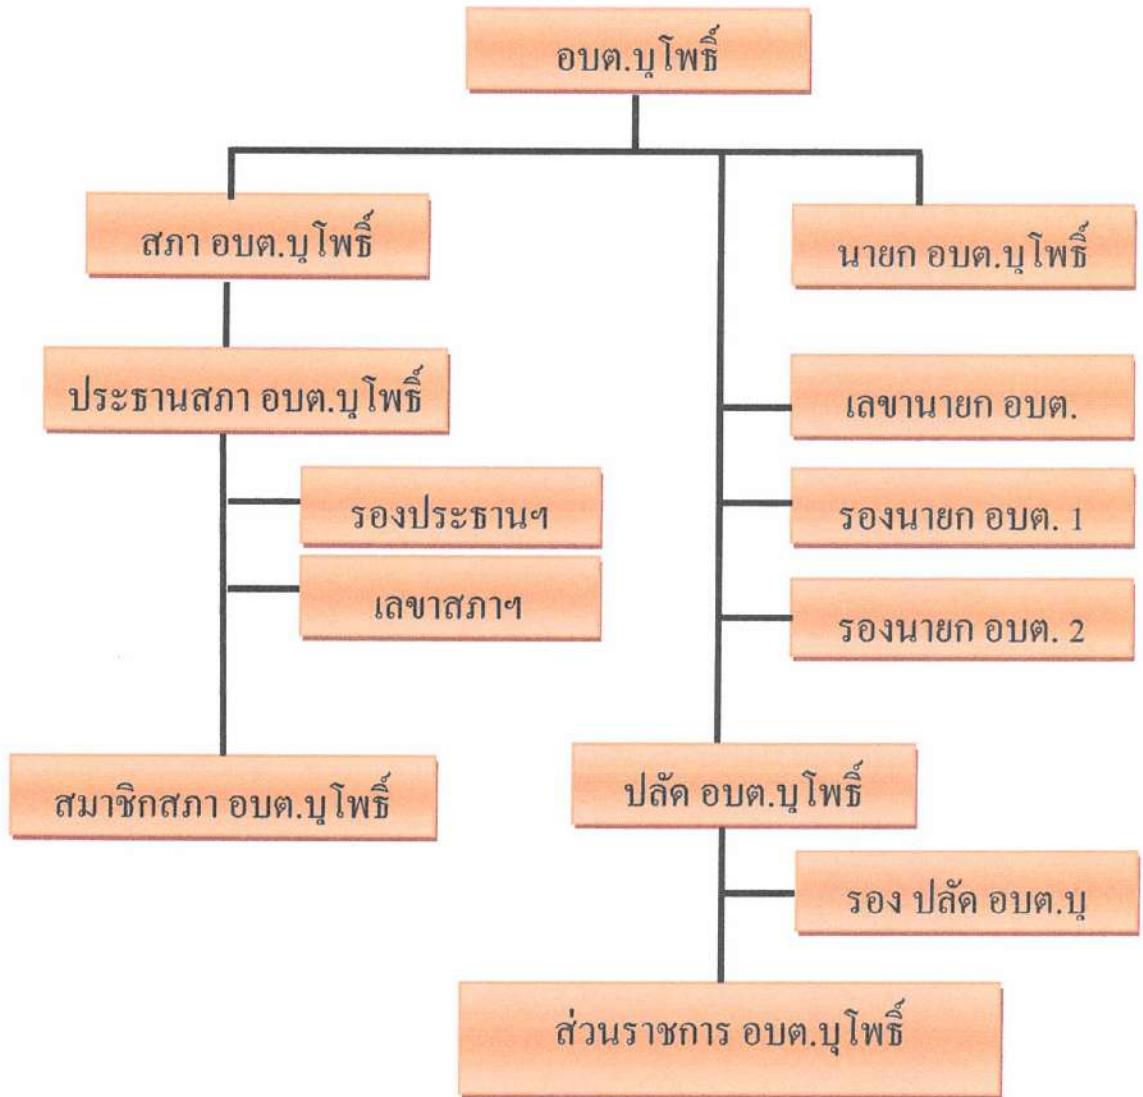 อบต.บุโพธิ์
สภา อบต.บุโพธิ์
นายก อบต.บุโพธิ์
ประธานสภา อบต.บุโพธิ์
เลขานายก อบต.
รองประธานฯ
รองนายก อบต. 1
เลขาสภาฯ
รองนายก อบต. 2
สมาชิกสภา อบต.บุโพธิ์
ปลัด อบต.บุโพธิ์
รอง ปลัด อบต.บุ
ส่วนราชการ อบต.บุโพธิ์